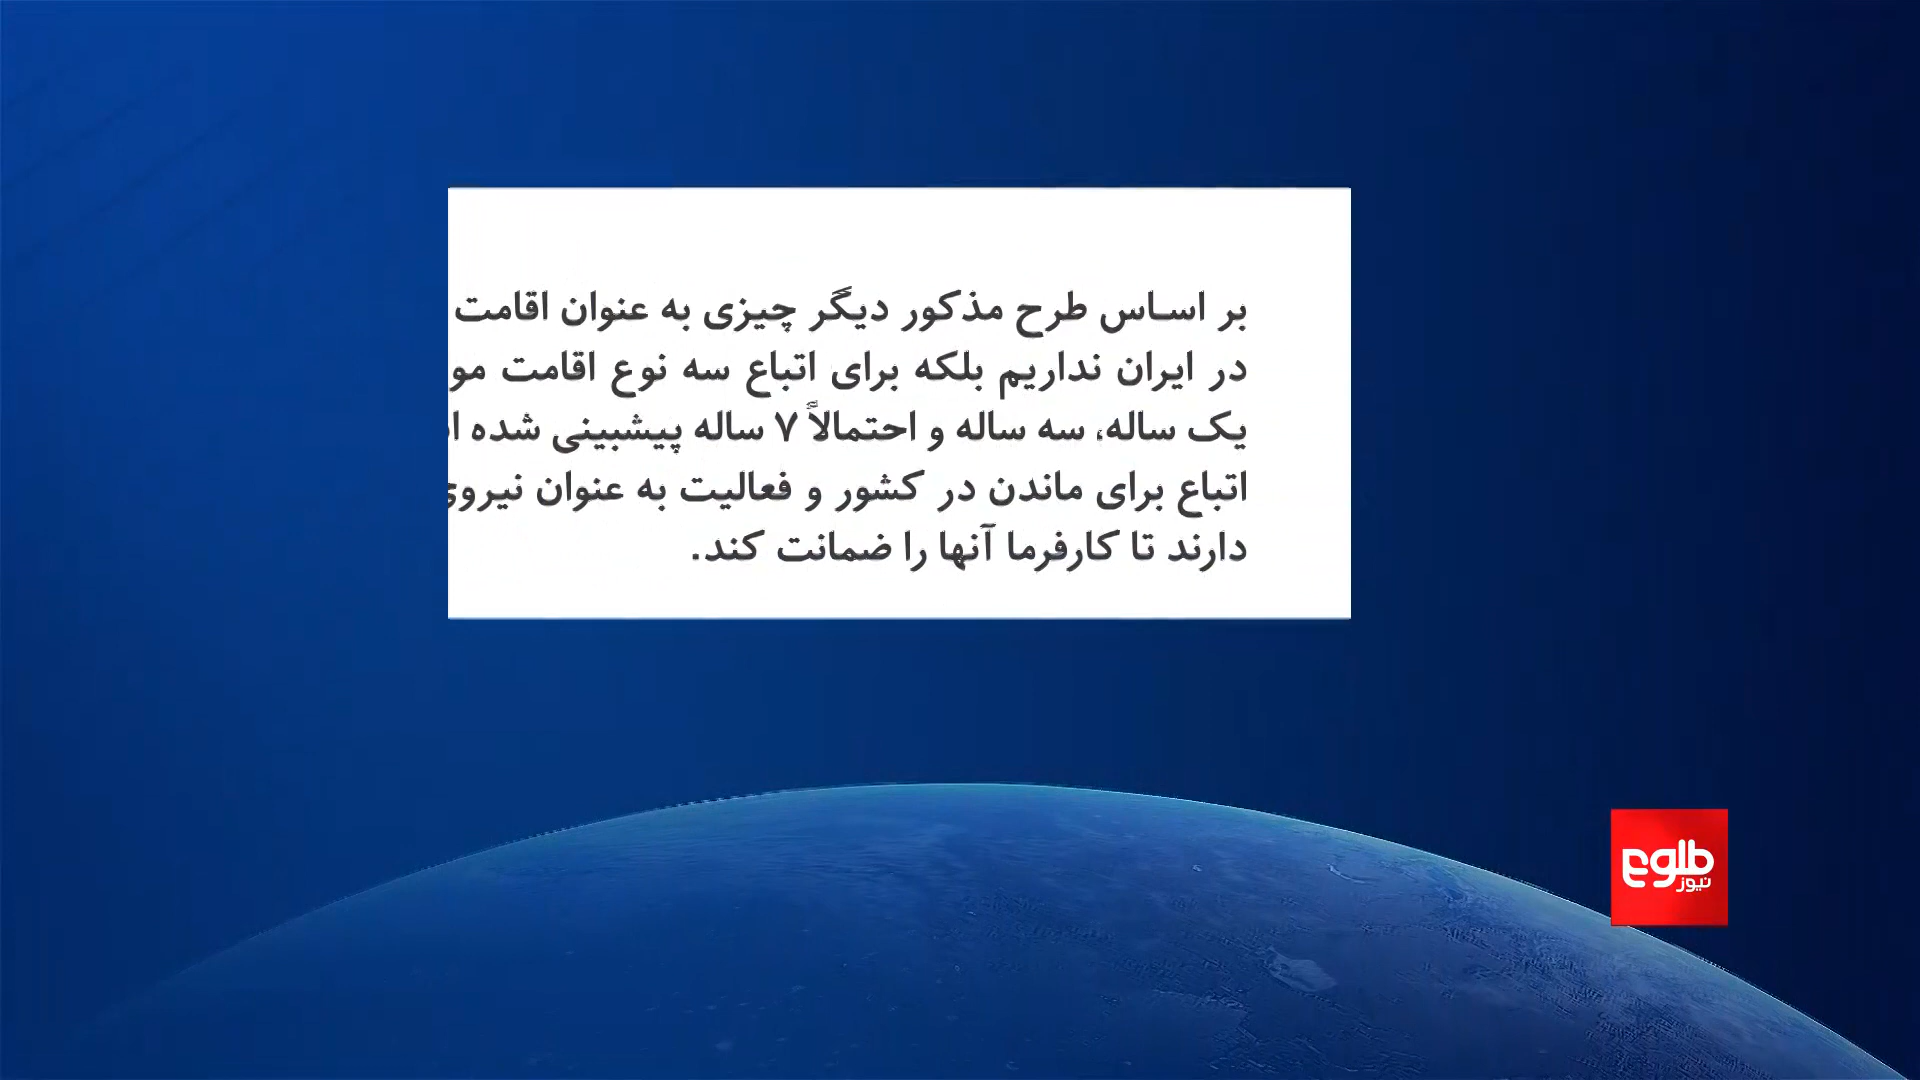 بر اساس طرح مذکور دیگر چیزی به عنوان اقامت
در ایران نداریم بلکه برای اتباع سه نوع اقامت
یک ساله، سه ساله و احتمالاً ۷ ساله پیشبینی شده
اتباع برای ماندن در کشور و فعالیت به عنوان
دارند تا کارفرما آنها را ضمانت کند.
طلوع
نیوز